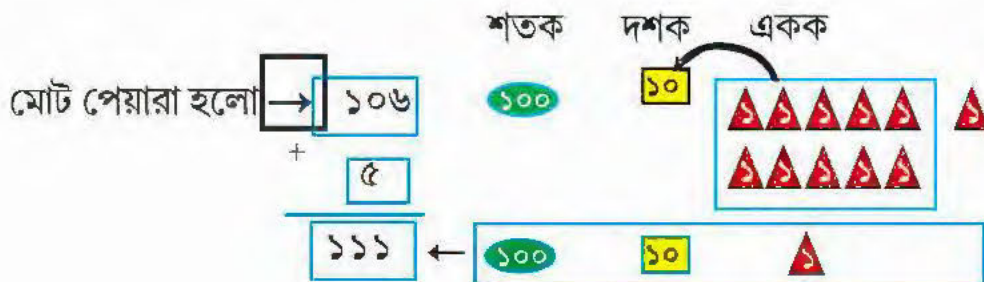 শতক দশক একক
মোট পেয়ারা হলো → ১০৬ ১০০ ১০ ১ ১ ১ ১ ১ ১
+ ৫ ১ ১ ১ ১ ১
১১১ ← ১০০ ১০ ১